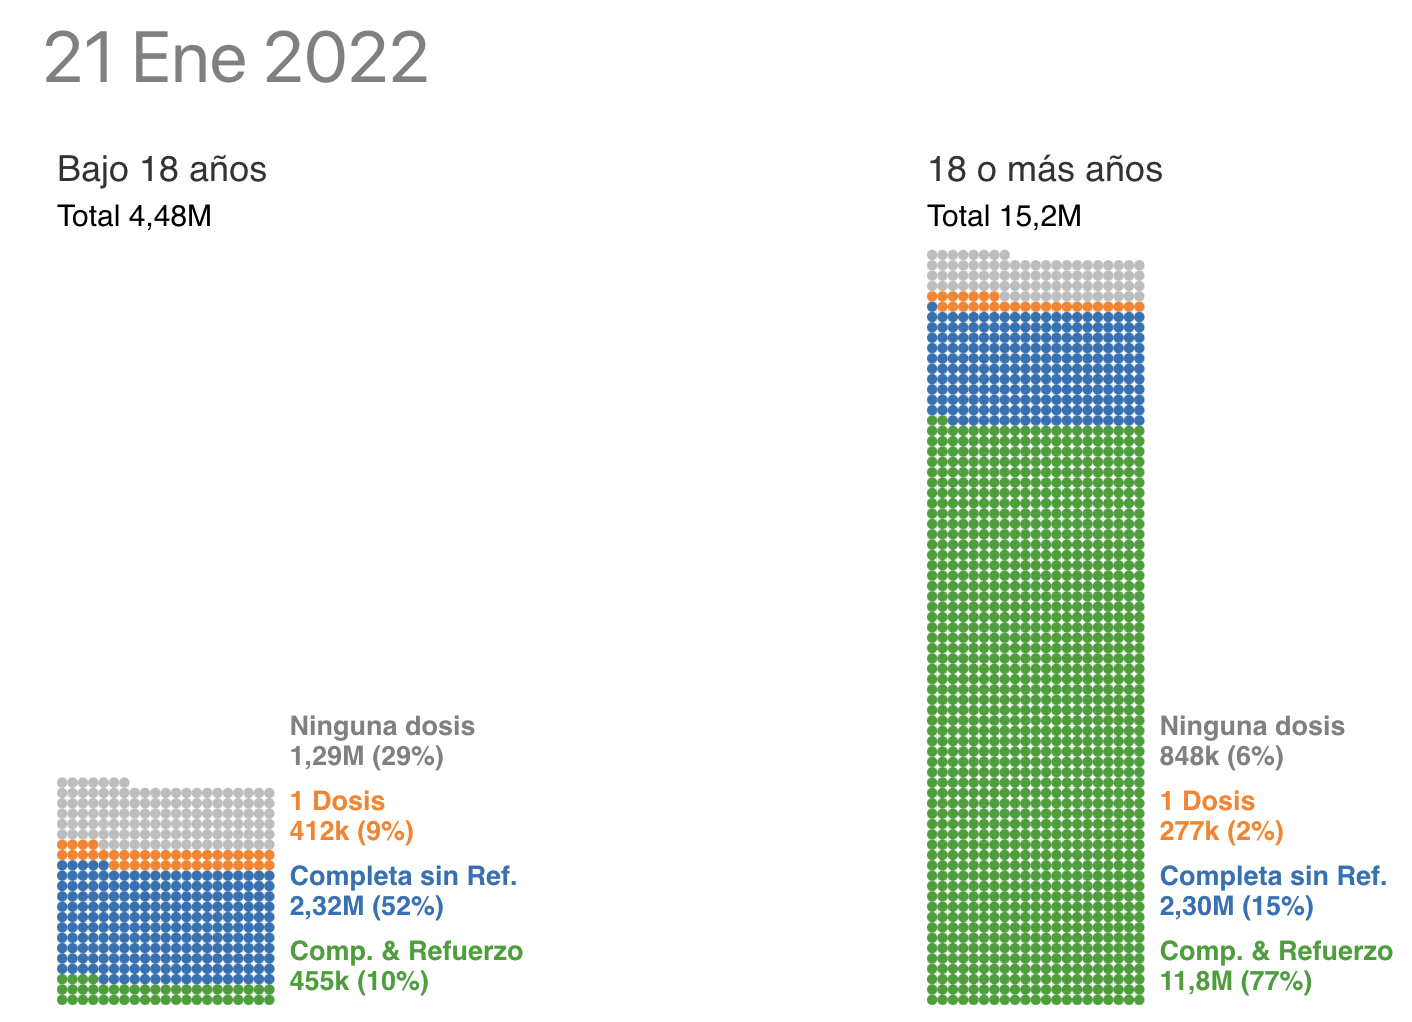 21 Ene 2022
Bajo 18 años
Total 4,48M
Ninguna dosis
1,29M (29%)
1 Dosis
412k (9%)
Completa sin Ref.
2,32M (52%)
Comp. & Refuerzo
455k (10%)
18 o más años
Total 15,2M
Ninguna dosis
848k (6%)
1 Dosis
277k (2%)
Completa sin Ref.
2,30M (15%)
Comp. & Refuerzo
11,8M (77%)